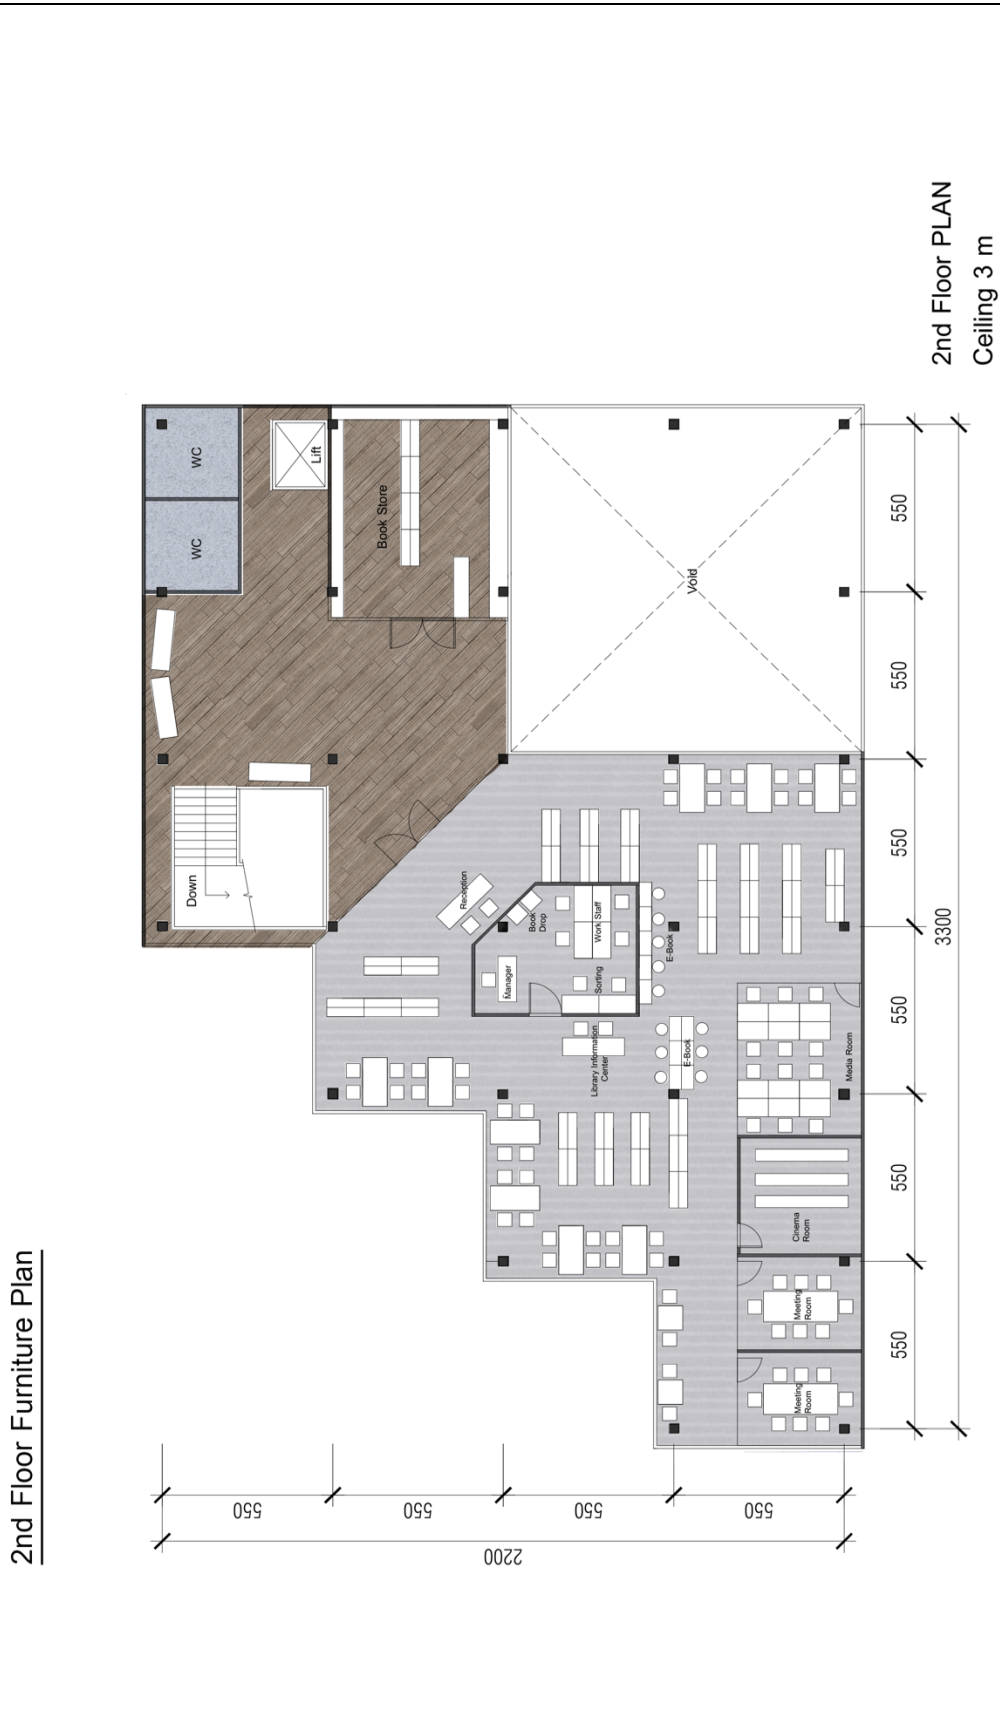 2nd Floor Furniture Plan
WC
WC
Lift
Book Store
Void
Down
Reception
Book
Drop
Work Staff
Manager
Sorting
E-Book
Library Information
Center
E-Book
Media Room
Cinema
Room
Meeting
Room
Meeting
Room
550
550
550
550
550
550
3300
550
550
550
550
2200
2nd Floor PLAN
Ceiling 3 m